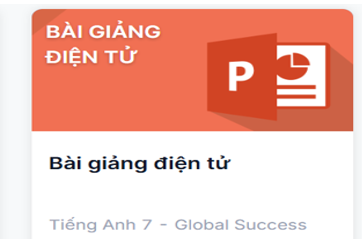 BÀI GIẢNG
ĐIỆN TỬ
P
Bài giảng điện tử
Tiếng Anh 7 - Global Success